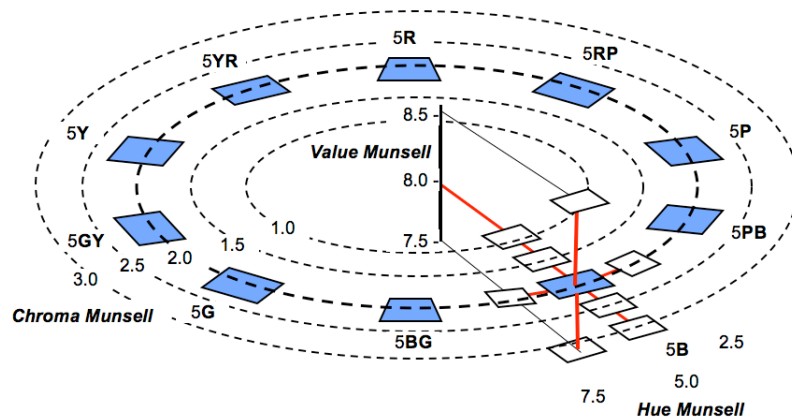 5R
5YR
5RP
8.5
5Y
5P
Value Munsell
8.0
5GY
1.0
7.5
5PB
1.5
2.0
2.5
3.0
Chroma Munsell
5G
5BG
5B
2.5
5.0
7.5
Hue Munsell